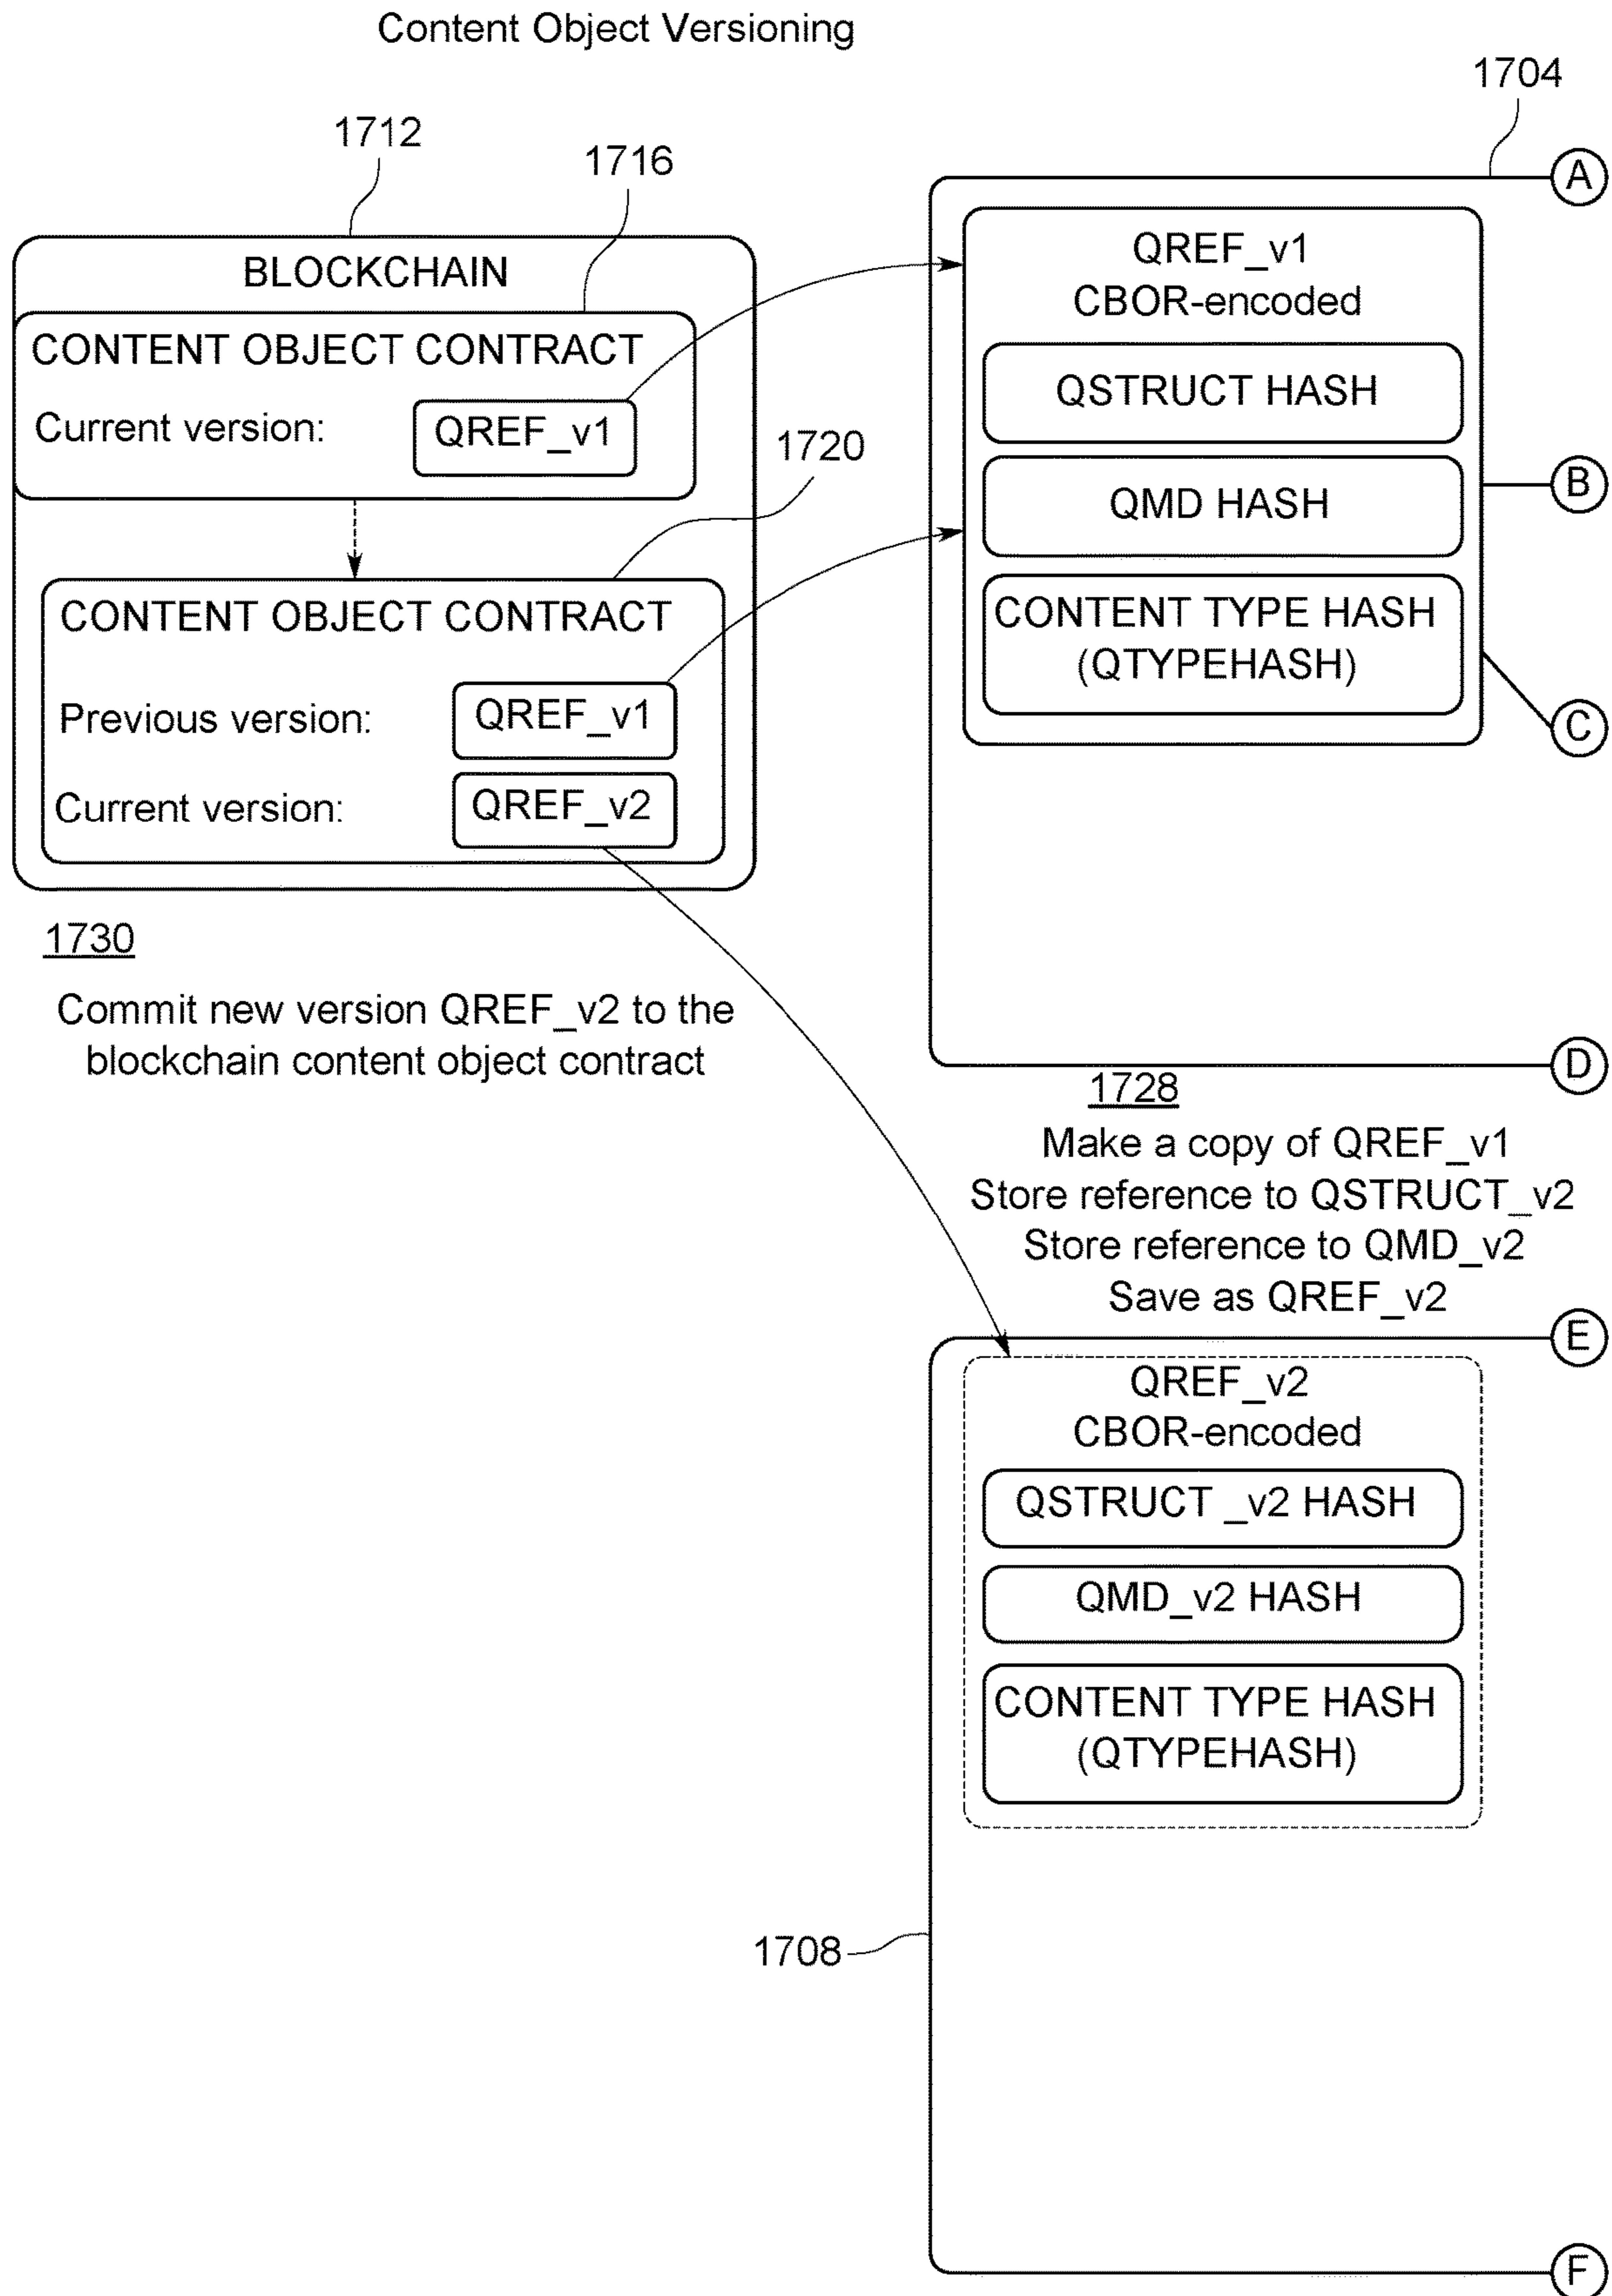 Content Object Versioning
1704
1712
1716
A
BLOCKCHAIN
CONTENT OBJECT CONTRACT
Current version:
QREF_v1
1720
CONTENT OBJECT CONTRACT
Previous version:
QREF_v1
Current version:
QREF_v2
1730
Commit new version QREF_v2 to the
blockchain content object contract
QREF_v1
CBOR-encoded
QSTRUCT HASH
QMD HASH
B
CONTENT TYPE HASH
(QTYPEHASH)
C
D
1728
Make a copy of QREF_v1
Store reference to QSTRUCT_v2
Store reference to QMD_v2
Save as QREF_v2
E
QREF_v2
CBOR-encoded
QSTRUCT _v2 HASH
QMD_v2 HASH
CONTENT TYPE HASH
(QTYPEHASH)
1708
F